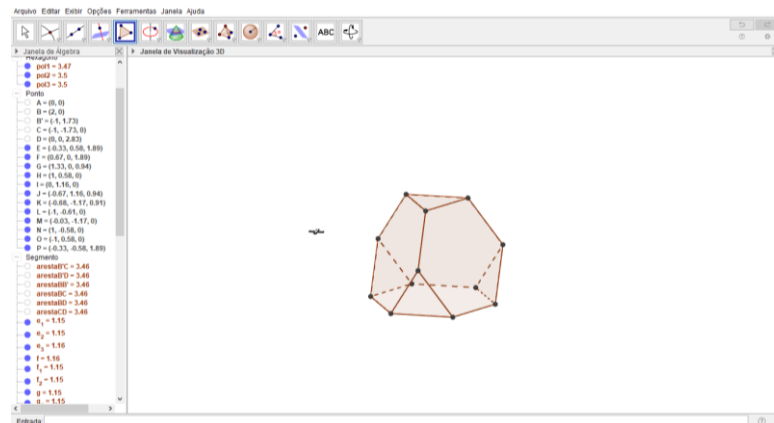 Arquivo Editar Exibir Opções Ferramentas Janela Ajuda
ABC
Janela de Álgebra
Janela de Visualização 3D
Hexágono
pol1 = 3.47
pol2 = 3.5
pol3 = 3.5
Ponto
A = (0, 0)
B = (2, 0)
B' = (-1, 1.73)
C = (-1, -1.73, 0)
D = (0, 0, 2.83)
E = (-0.33, 0.58, 1.89)
F = (0.67, 0, 1.89)
G = (1.33, 0, 0.94)
H = (1, 0.58, 0)
I = (0, 1.16, 0)
J = (-0.67, 1.16, 0.94)
K = (-0.68, -1.17, 0.91)
L = (-1, -0.61, 0)
M = (-0.03, -1.17, 0)
N = (1, -0.58, 0)
O = (-1, 0.58, 0)
P = (-0.33, -0.58, 1.89)
Segmento
arestaB'C = 3.46
arestaB'D = 3.46
arestaBB' = 3.46
arestaBC = 3.46
arestaBD = 3.46
arestaCD = 3.46
e₁ = 1.15
e₂ = 1.15
e₃ = 1.16
f = 1.16
f₁ = 1.15
f₂ = 1.15
g = 1.15
Entrada: